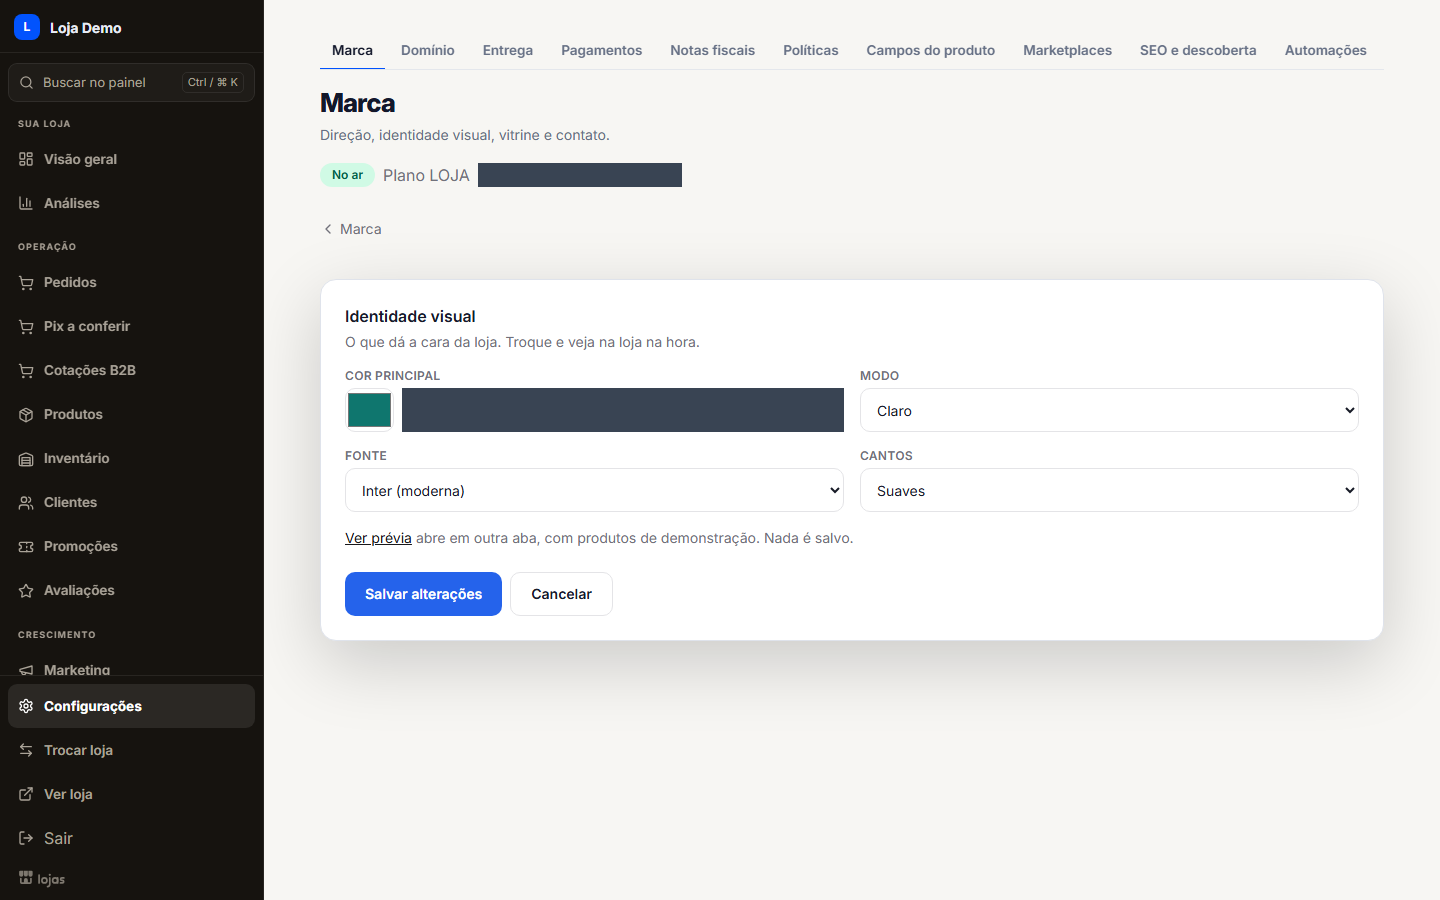 L Loja Demo
Buscar no painel Ctrl / ⌘ K
SUA LOJA
Visão geral
Análises
OPERAÇÃO
Pedidos
Pix a conferir
Cotações B2B
Produtos
Inventário
Clientes
Promoções
Avaliações
CRESCIMENTO
Marketing
Configurações
Trocar loja
Ver loja
Sair
lojas
Marca Domínio Entrega Pagamentos Notas fiscais Políticas Campos do produto Marketplaces SEO e descoberta Automações
Marca
Direção, identidade visual, vitrine e contato.
No ar Plano LOJA
Marca
Identidade visual
O que dá a cara da loja. Troque e veja na loja na hora.
COR PRINCIPAL MODO
Claro
FONTE CANTOS
Inter (moderna) Suaves
Ver prévia abre em outra aba, com produtos de demonstração. Nada é salvo.
Salvar alterações Cancelar